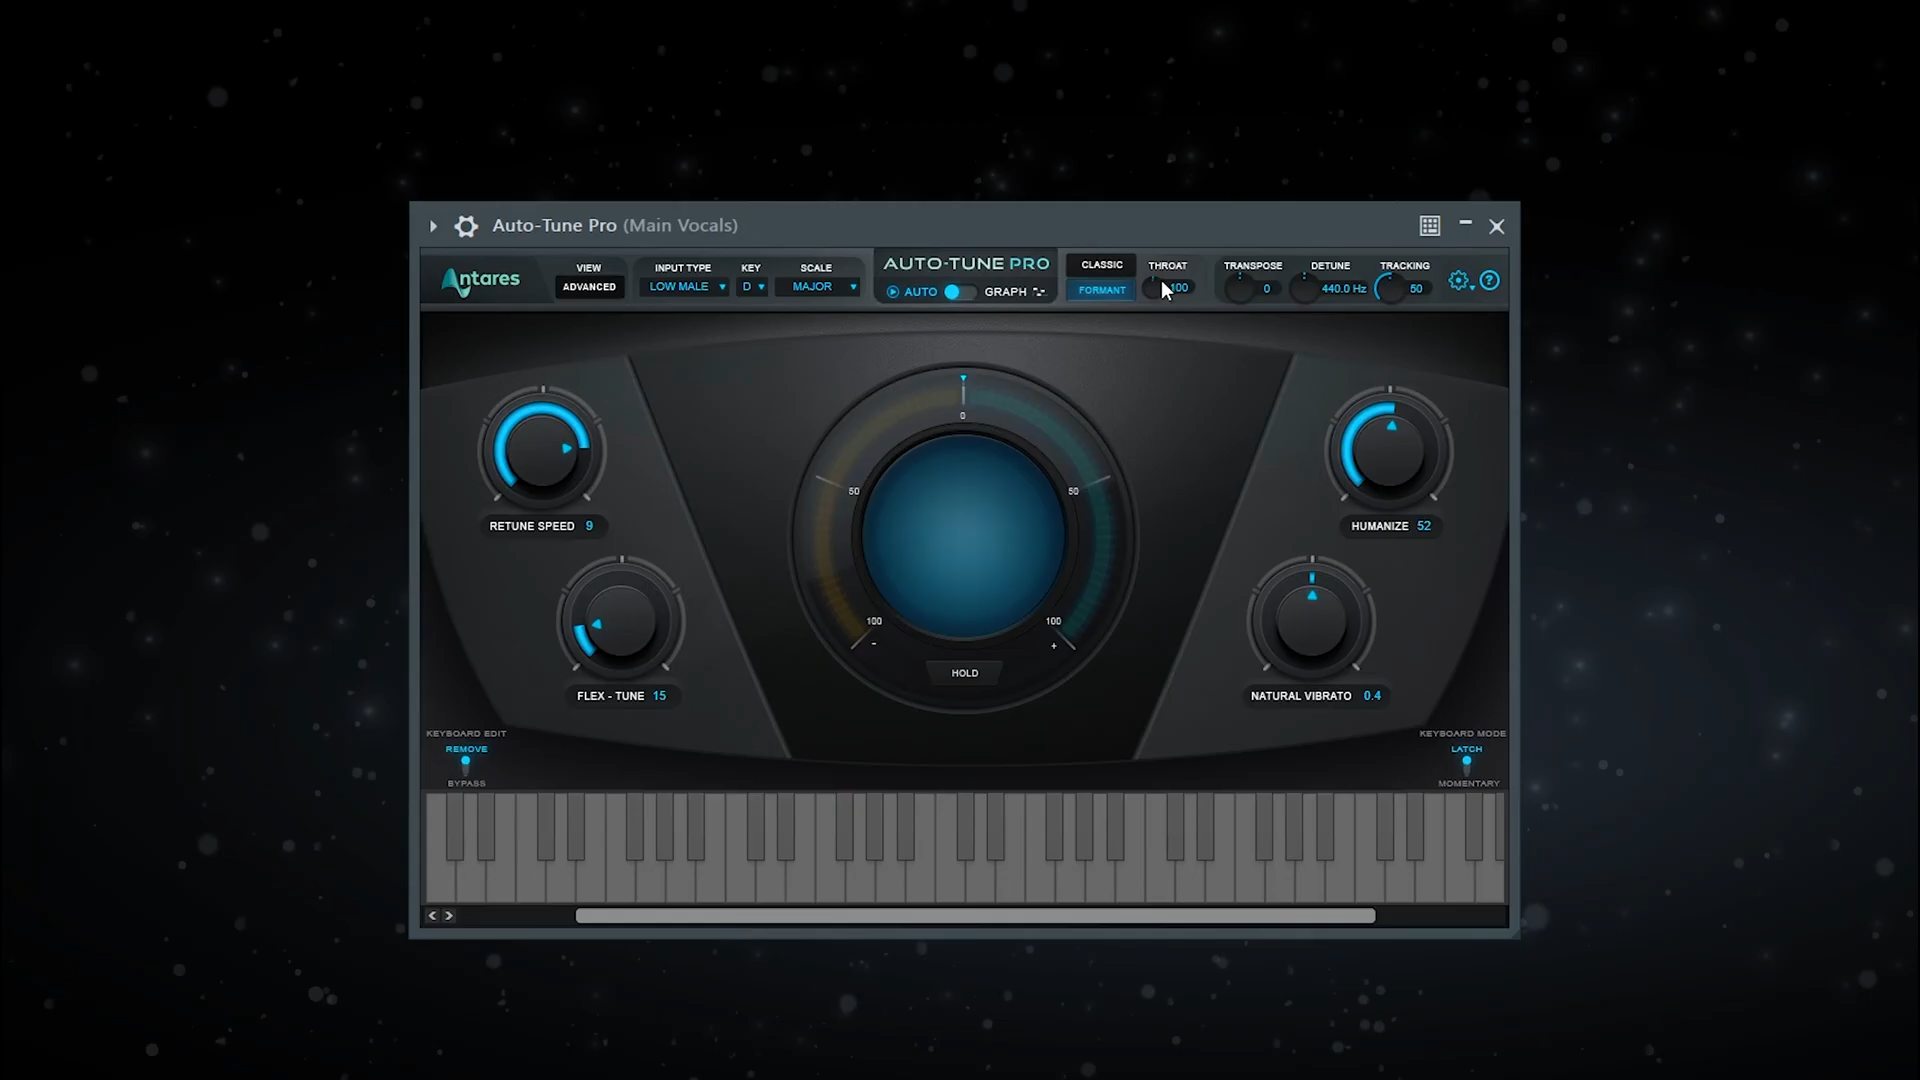 Auto-Tune Pro (Main Vocals)
Antares
VIEW
ADVANCED
INPUT TYPE
LOW MALE
KEY
D
SCALE
MAJOR
AUTO-TUNE PRO
AUTO
GRAPH
CLASSIC
FORMANT
THROAT
100
TRANSPOSE
0
DETUNE
440.0 Hz
TRACKING
50
?
0
50
50
100
100
-
+
HOLD
RETUNE SPEED 9
HUMANIZE 52
FLEX - TUNE 15
NATURAL VIBRATO 0.4
KEYBOARD EDIT
REMOVE
BYPASS
KEYBOARD MODE
LATCH
MOMENTARY